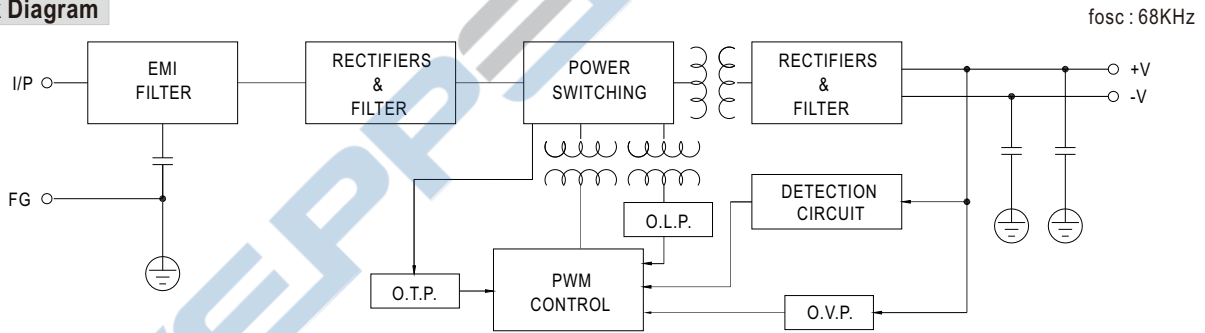 Diagram
fosc : 68KHz
I/P
EMI
FILTER
RECTIFIERS
&
FILTER
POWER
SWITCHING
RECTIFIERS
&
FILTER
+V
-V
FG
DETECTION
CIRCUIT
O.L.P.
O.T.P.
PWM
CONTROL
O.V.P.